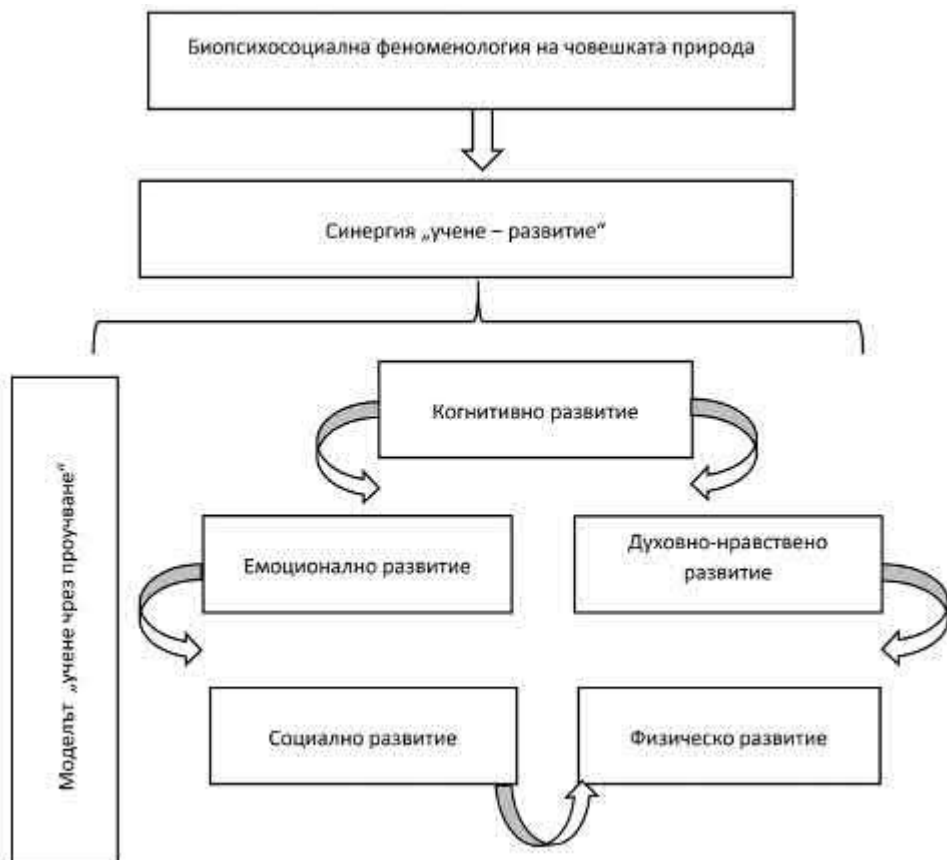 Биопсихосоциална феноменология на човешката природа
Синергия „учене – развитие“
Когнитивно развитие
Емоционално развитие
Духовно-нравствено
развитие
Социално развитие
Физическо развитие
Моделът „учене чрез проучване“